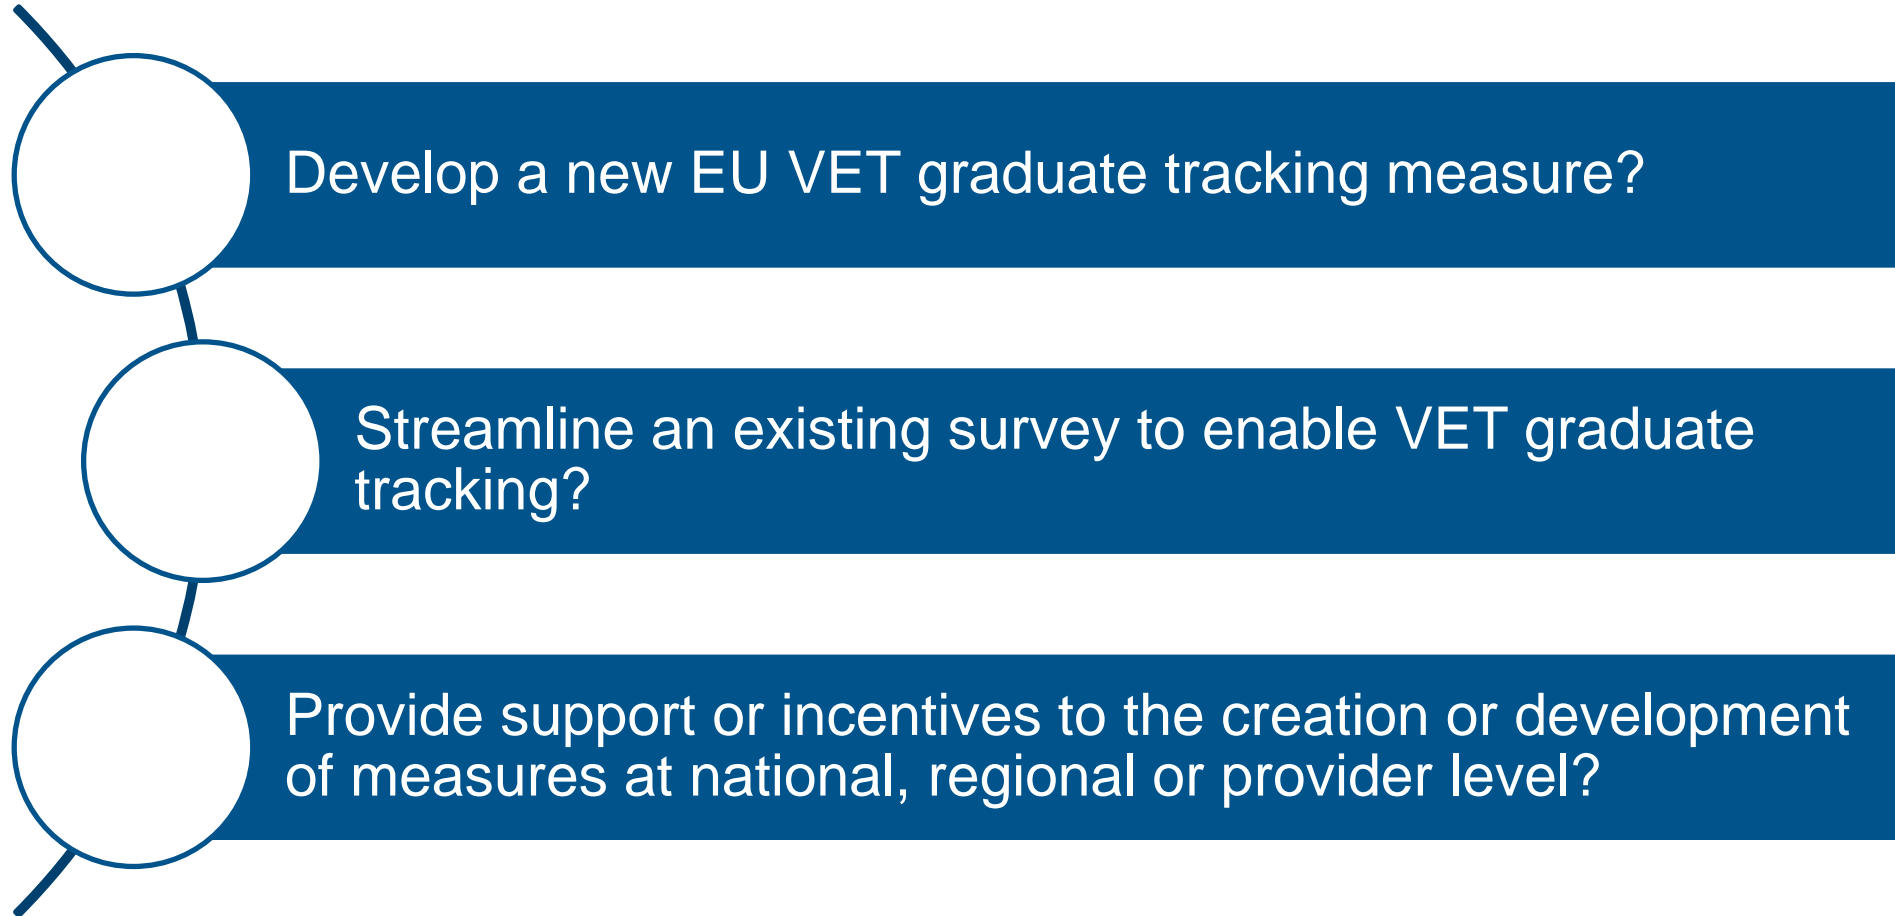 Develop a new EU VET graduate tracking measure?
Streamline an existing survey to enable VET graduate
tracking?
Provide support or incentives to the creation or development
of measures at national, regional or provider level?